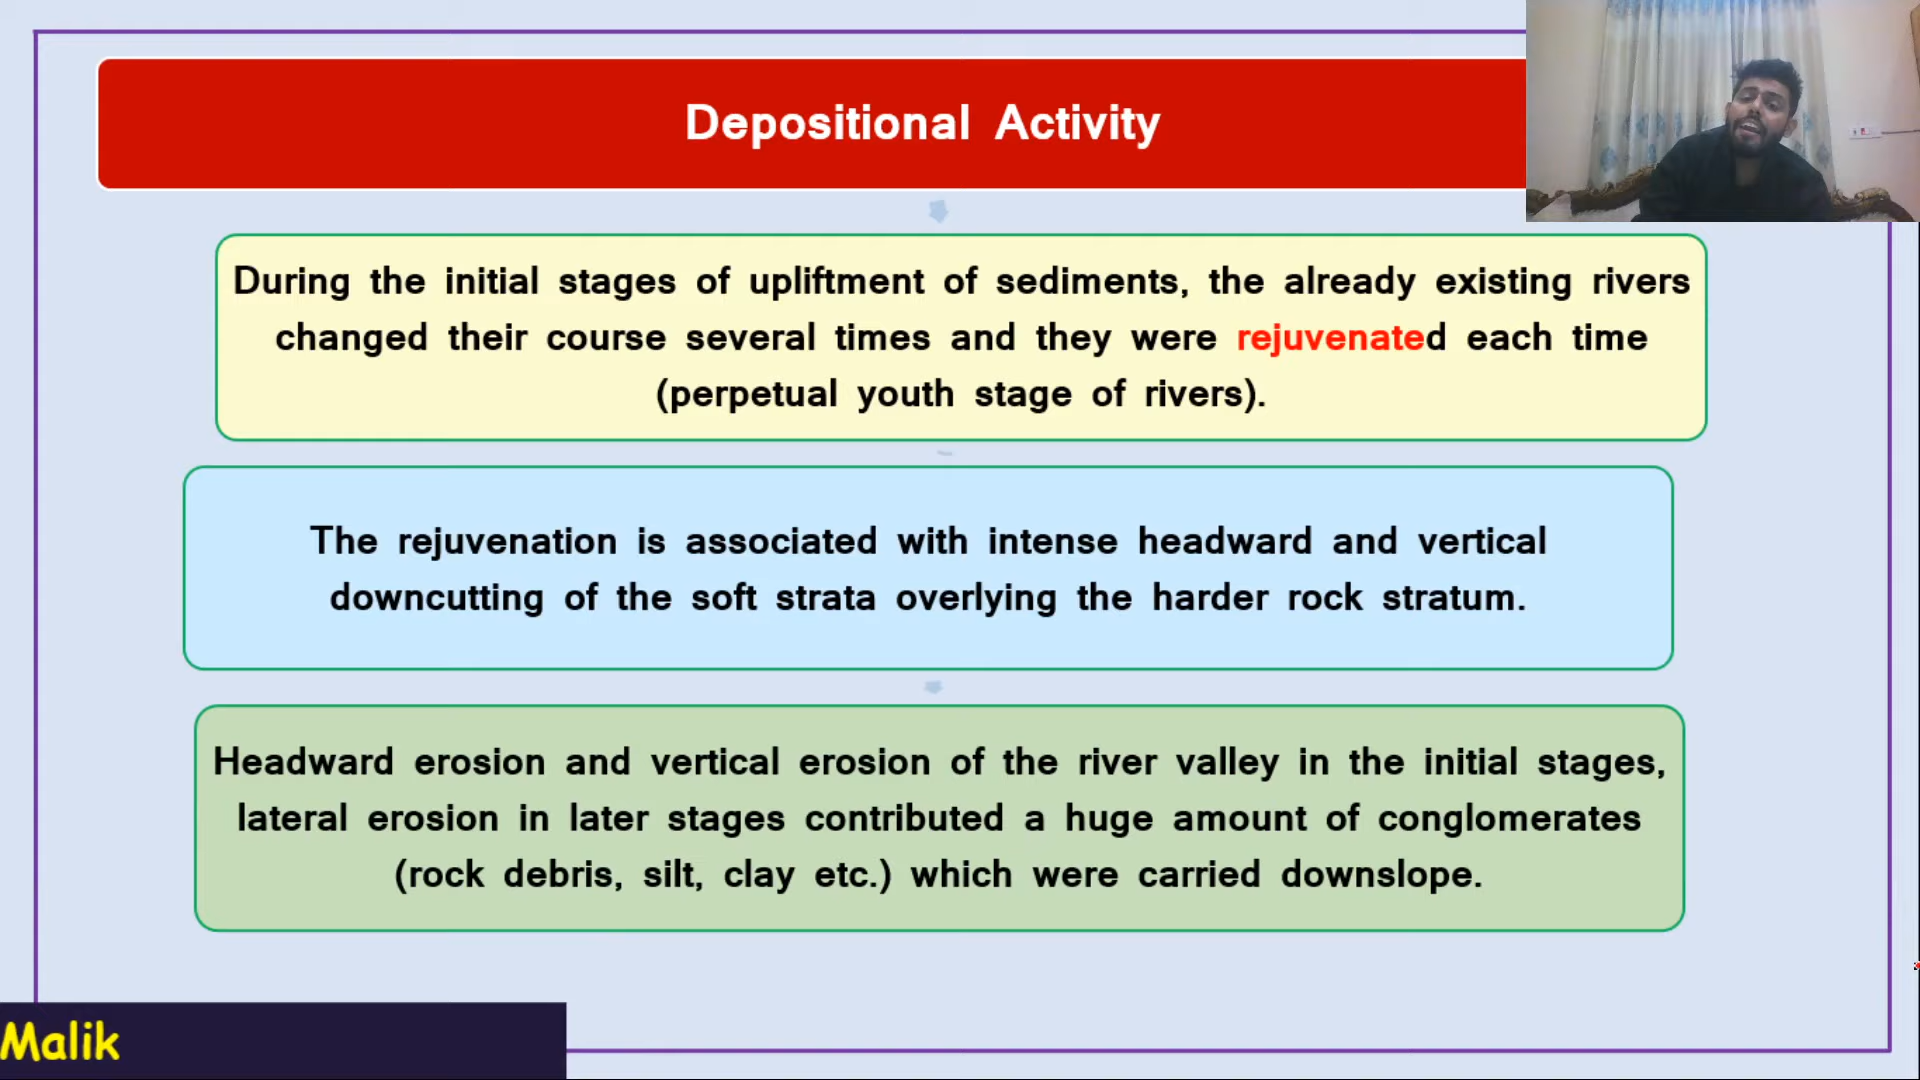 Depositional Activity
During the initial stages of upliftment of sediments, the already existing rivers
changed their course several times and they were rejuvenated each time
(perpetual youth stage of rivers).
The rejuvenation is associated with intense headward and vertical
downcutting of the soft strata overlying the harder rock stratum.
Headward erosion and vertical erosion of the river valley in the initial stages,
lateral erosion in later stages contributed a huge amount of conglomerates
(rock debris, silt, clay etc.) which were carried downslope.
Malik